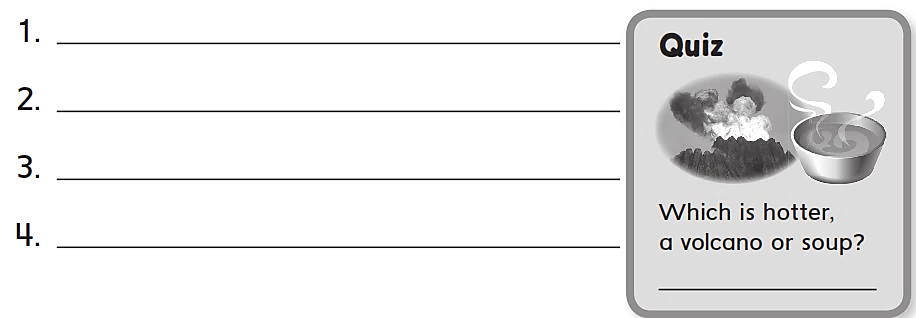 1.
2.
3.
4.
Quiz
Which is hotter,
a volcano or soup?